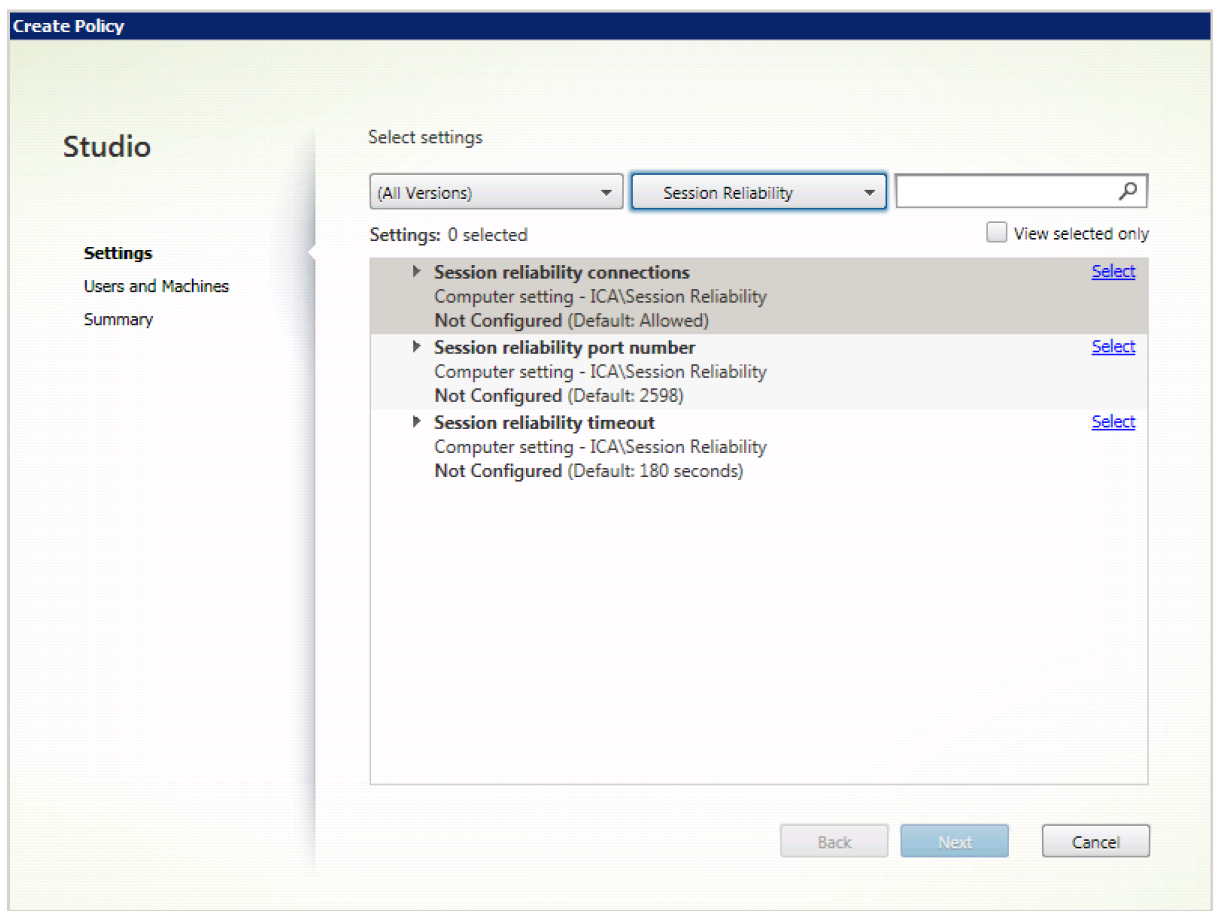 Create Policy
Studio
Settings
Users and Machines
Summary
Select settings
(All Versions)
Session Reliability
Settings: 0 selected
View selected only
Session reliability connections
Select
Computer setting - ICA\Session Reliability
Not Configured (Default: Allowed)
Session reliability port number
Select
Computer setting - ICA\Session Reliability
Not Configured (Default: 2598)
Session reliability timeout
Select
Computer setting - ICA\Session Reliability
Not Configured (Default: 180 seconds)
Back
Next
Cancel